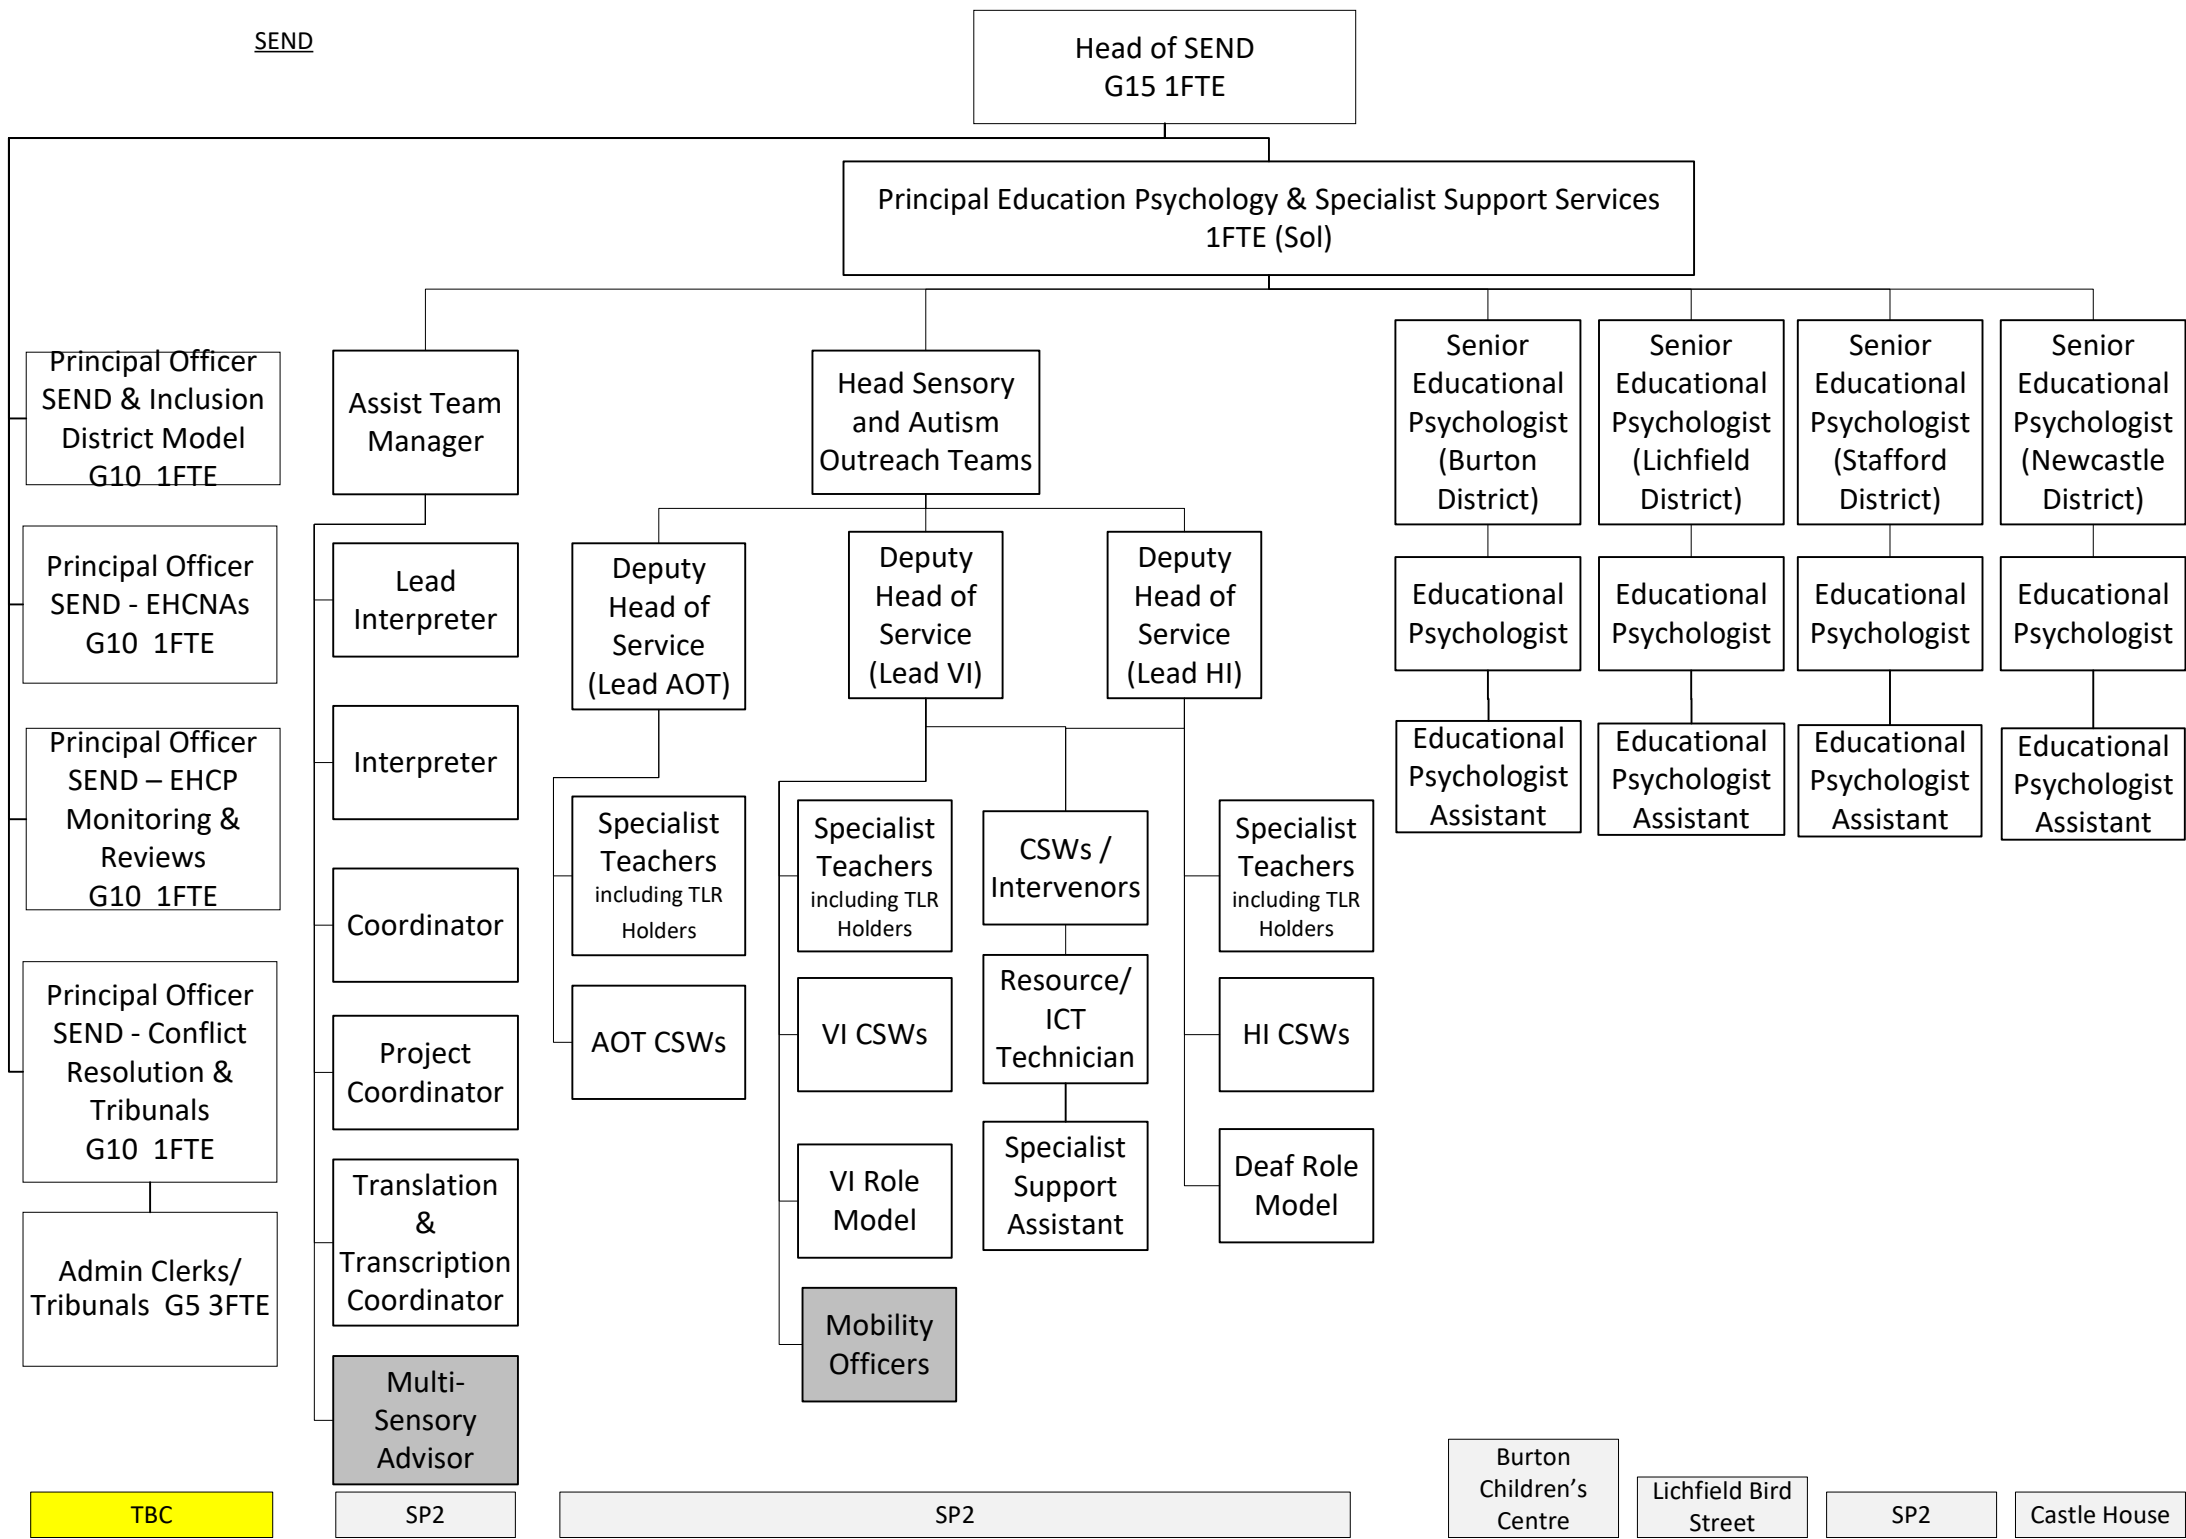 SEND
Head of SEND
G15 1FTE
Principal Education Psychology & Specialist Support Services
1FTE (Sol)
Principal Officer
SEND & Inclusion
District Model
G10 1FTE
Principal Officer
SEND - EHCNAs
G10 1FTE
Principal Officer
SEND – EHCP
Monitoring &
Reviews
G10 1FTE
Principal Officer
SEND - Conflict
Resolution &
Tribunals
G10 1FTE
Admin Clerks/
Tribunals G5 3FTE
Assist Team
Manager
Lead
Interpreter
Interpreter
Coordinator
Project
Coordinator
Translation
&
Transcription
Coordinator
Multi-
Sensory
Advisor
Head Sensory
and Autism
Outreach Teams
Deputy
Head of
Service
(Lead AOT)
Specialist
Teachers
including TLR
Holders
AOT CSWs
Deputy
Head of
Service
(Lead VI)
Specialist
Teachers
including TLR
Holders
VI CSWs
VI Role
Model
Mobility
Officers
CSWs /
Intervenors
Resource/
ICT
Technician
Specialist
Support
Assistant
Deputy
Head of
Service
(Lead HI)
Specialist
Teachers
including TLR
Holders
HI CSWs
Deaf Role
Model
Senior
Educational
Psychologist
(Burton
District)
Educational
Psychologist
Educational
Psychologist
Assistant
Senior
Educational
Psychologist
(Lichfield
District)
Educational
Psychologist
Educational
Psychologist
Assistant
Senior
Educational
Psychologist
(Stafford
District)
Educational
Psychologist
Educational
Psychologist
Assistant
Senior
Educational
Psychologist
(Newcastle
District)
Educational
Psychologist
Educational
Psychologist
Assistant
TBC
SP2
SP2
Burton
Children’s
Centre
Lichfield Bird
Street
SP2
Castle House